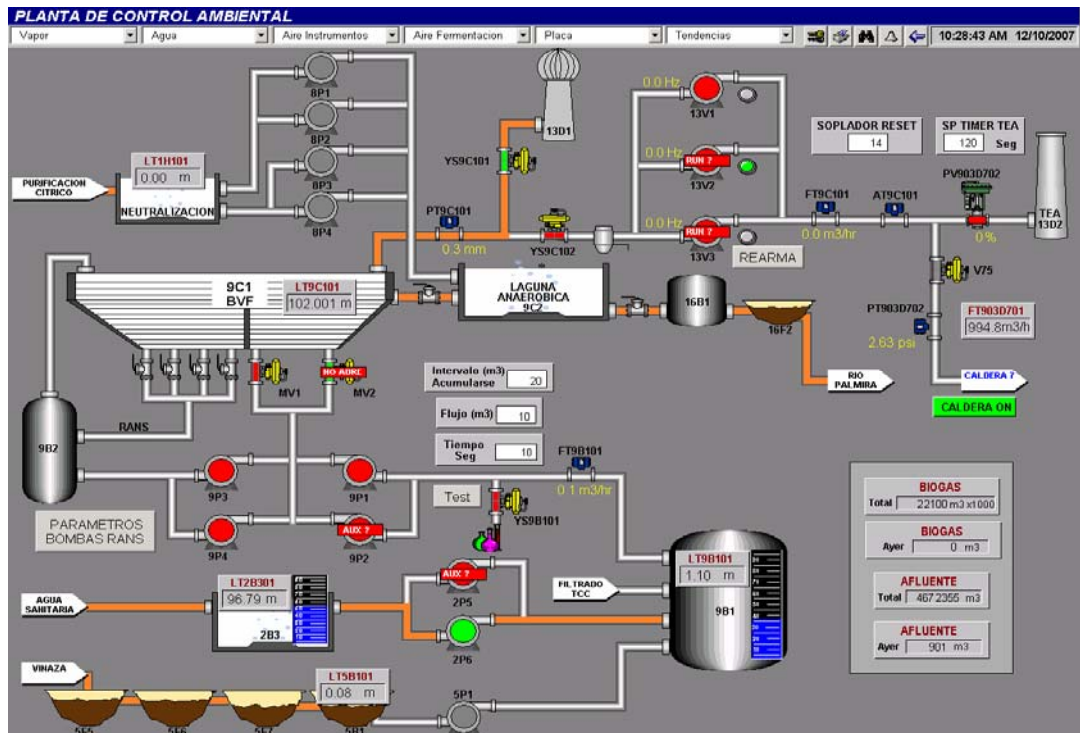 PLANTA DE CONTROL AMBIENTAL
Vapor Agua Aire Instrumentos Aire Fermentacion Placa Tendencias 10:28:43 AM 12/10/2007
8P1
8P2
8P3
8P4
LT1H101
0.00 m
PURIFICACION
CITRICO
NEUTRALIZACION
13D1
YS9C101
PT9C101
0.3 mm
YS9C102
0.0 Hz
13V1
0.0 Hz
RUN ?
13V2
0.0 Hz
RUN ?
13V3
REARMA
SOPLADOR RESET
14
SP TIMER TEA
120 Seg
FT9C101
0.0 m3/hr
AT9C101
PV903D702
0 %
TEA
13D2
V75
PT903D702
2.63 psi
FT903D701
994.8m3/h
CALDERA 7
CALDERA ON
9C1
BVF
LT9C101
102.001 m
LAGUNA
ANAEROBICA
9C2
16B1
16F2
RIO
PALMIRA
MV1
NO ABRE
MV2
RANS
9B2
Intervalo (m3)
Acumularse
20
Flujo (m3) 10
Tiempo
Seg
10
Test
FT9B101
0.1 m3/hr
YS9B101
9P3
9P1
9P4
AUX ?
9P2
PARAMETROS
BOMBAS RANS
BIOGAS
Total 22100 m3 x1000
BIOGAS
Ayer 0 m3
AFLUENTE
Total 4672355 m3
AFLUENTE
Ayer 901 m3
AGUA
SANITARIA
LT2B301
96.79 m
2B3
AUX ?
2P5
2P6
FILTRADO
TCC
LT9B101
1.10 m
9B1
VINAZA
LT5B101
0.08 m
5P1
5F5
5F6
5F7
5B1